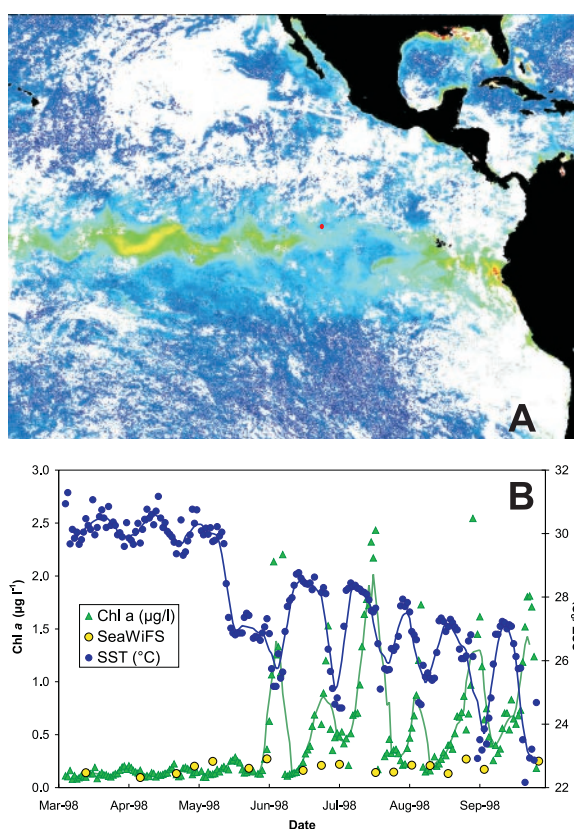 A
B
3.0
2.5
2.0
1.5
1.0
0.5
0.0
Chl a (µg l⁻¹)
32
30
28
26
24
22
Chl a (µg/l)
SeaWiFS
SST (°C)
Mar-98 Apr-98 May-98 Jun-98 Jul-98 Aug-98 Sep-98
Date